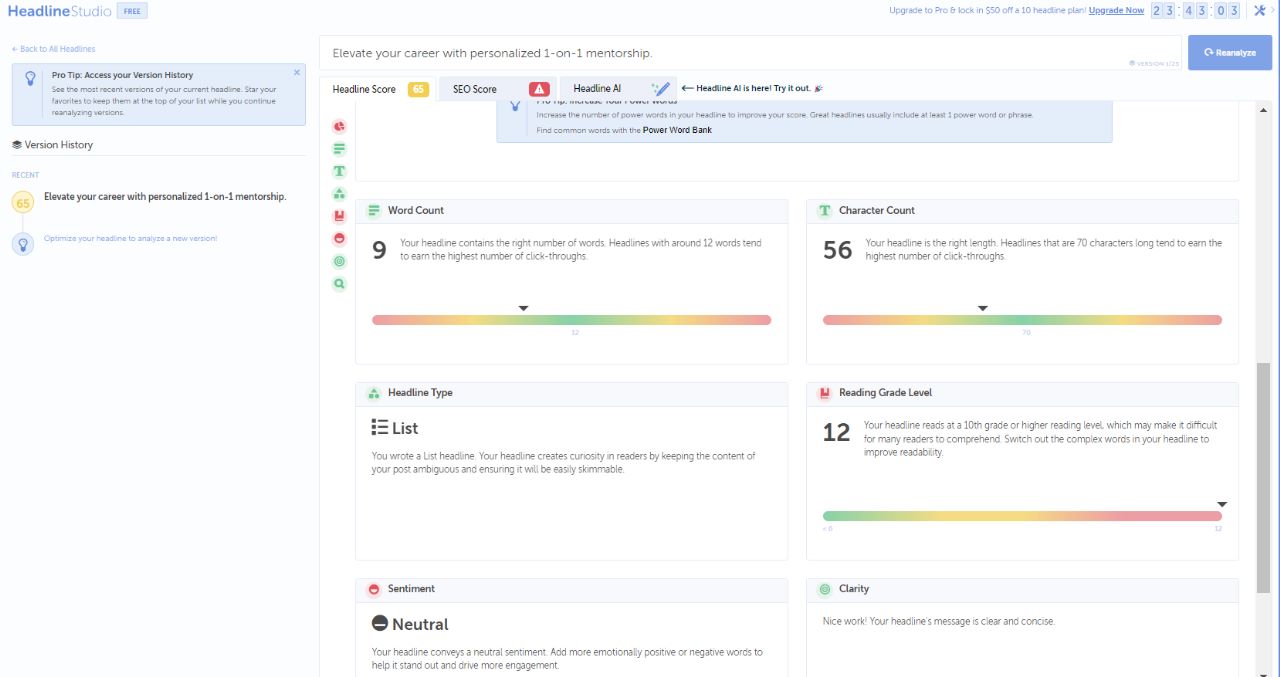 HeadlineStudio FREE
Upgrade to Pro & lock in $50 off a 10 headline plan! Upgrade Now 2 3 : 4 3 : 0 3
← Back to All Headlines
Pro Tip: Access your Version History
See the most recent versions of your current headline. Star your
favorites to keep them at the top of your list while you continue
reanalyzing versions.
Version History
RECENT
65 Elevate your career with personalized 1-on-1 mentorship.
Optimize your headline to analyze a new version!
Elevate your career with personalized 1-on-1 mentorship.
VERSION 1/25
Reanalyze
Headline Score 65 SEO Score Headline AI ← Headline AI is here! Try it out.
Pro Tip: Increase Your Power Words
Increase the number of power words in your headline to improve your score. Great headlines usually include at least 1 power word or phrase.
Find common words with the Power Word Bank
Word Count
9 Your headline contains the right number of words. Headlines with around 12 words tend
to earn the highest number of click-throughs.
12
Character Count
56 Your headline is the right length. Headlines that are 70 characters long tend to earn the
highest number of click-throughs.
70
Headline Type
List
You wrote a List headline. Your headline creates curiosity in readers by keeping the content of
your post ambiguous and ensuring it will be easily skimmable.
Reading Grade Level
12 Your headline reads at a 10th grade or higher reading level, which may make it difficult
for many readers to comprehend. Switch out the complex words in your headline to
improve readability.
< 6 12
Sentiment
Neutral
Your headline conveys a neutral sentiment. Add more emotionally positive or negative words to
help it stand out and drive more engagement.
Clarity
Nice work! Your headline's message is clear and concise.